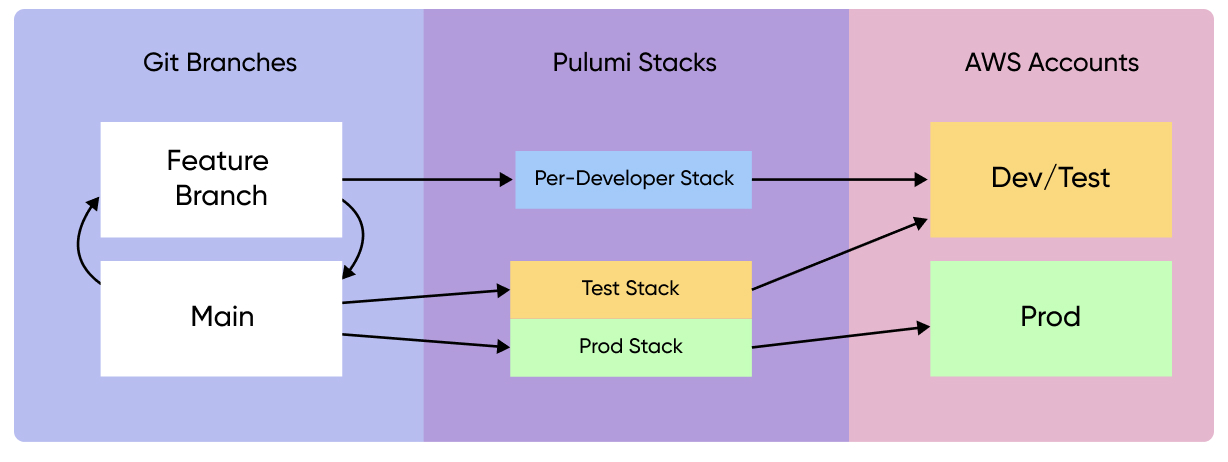 Git Branches
Pulumi Stacks
AWS Accounts
Feature
Branch
Per-Developer Stack
Dev/Test
Main
Test Stack
Prod Stack
Prod